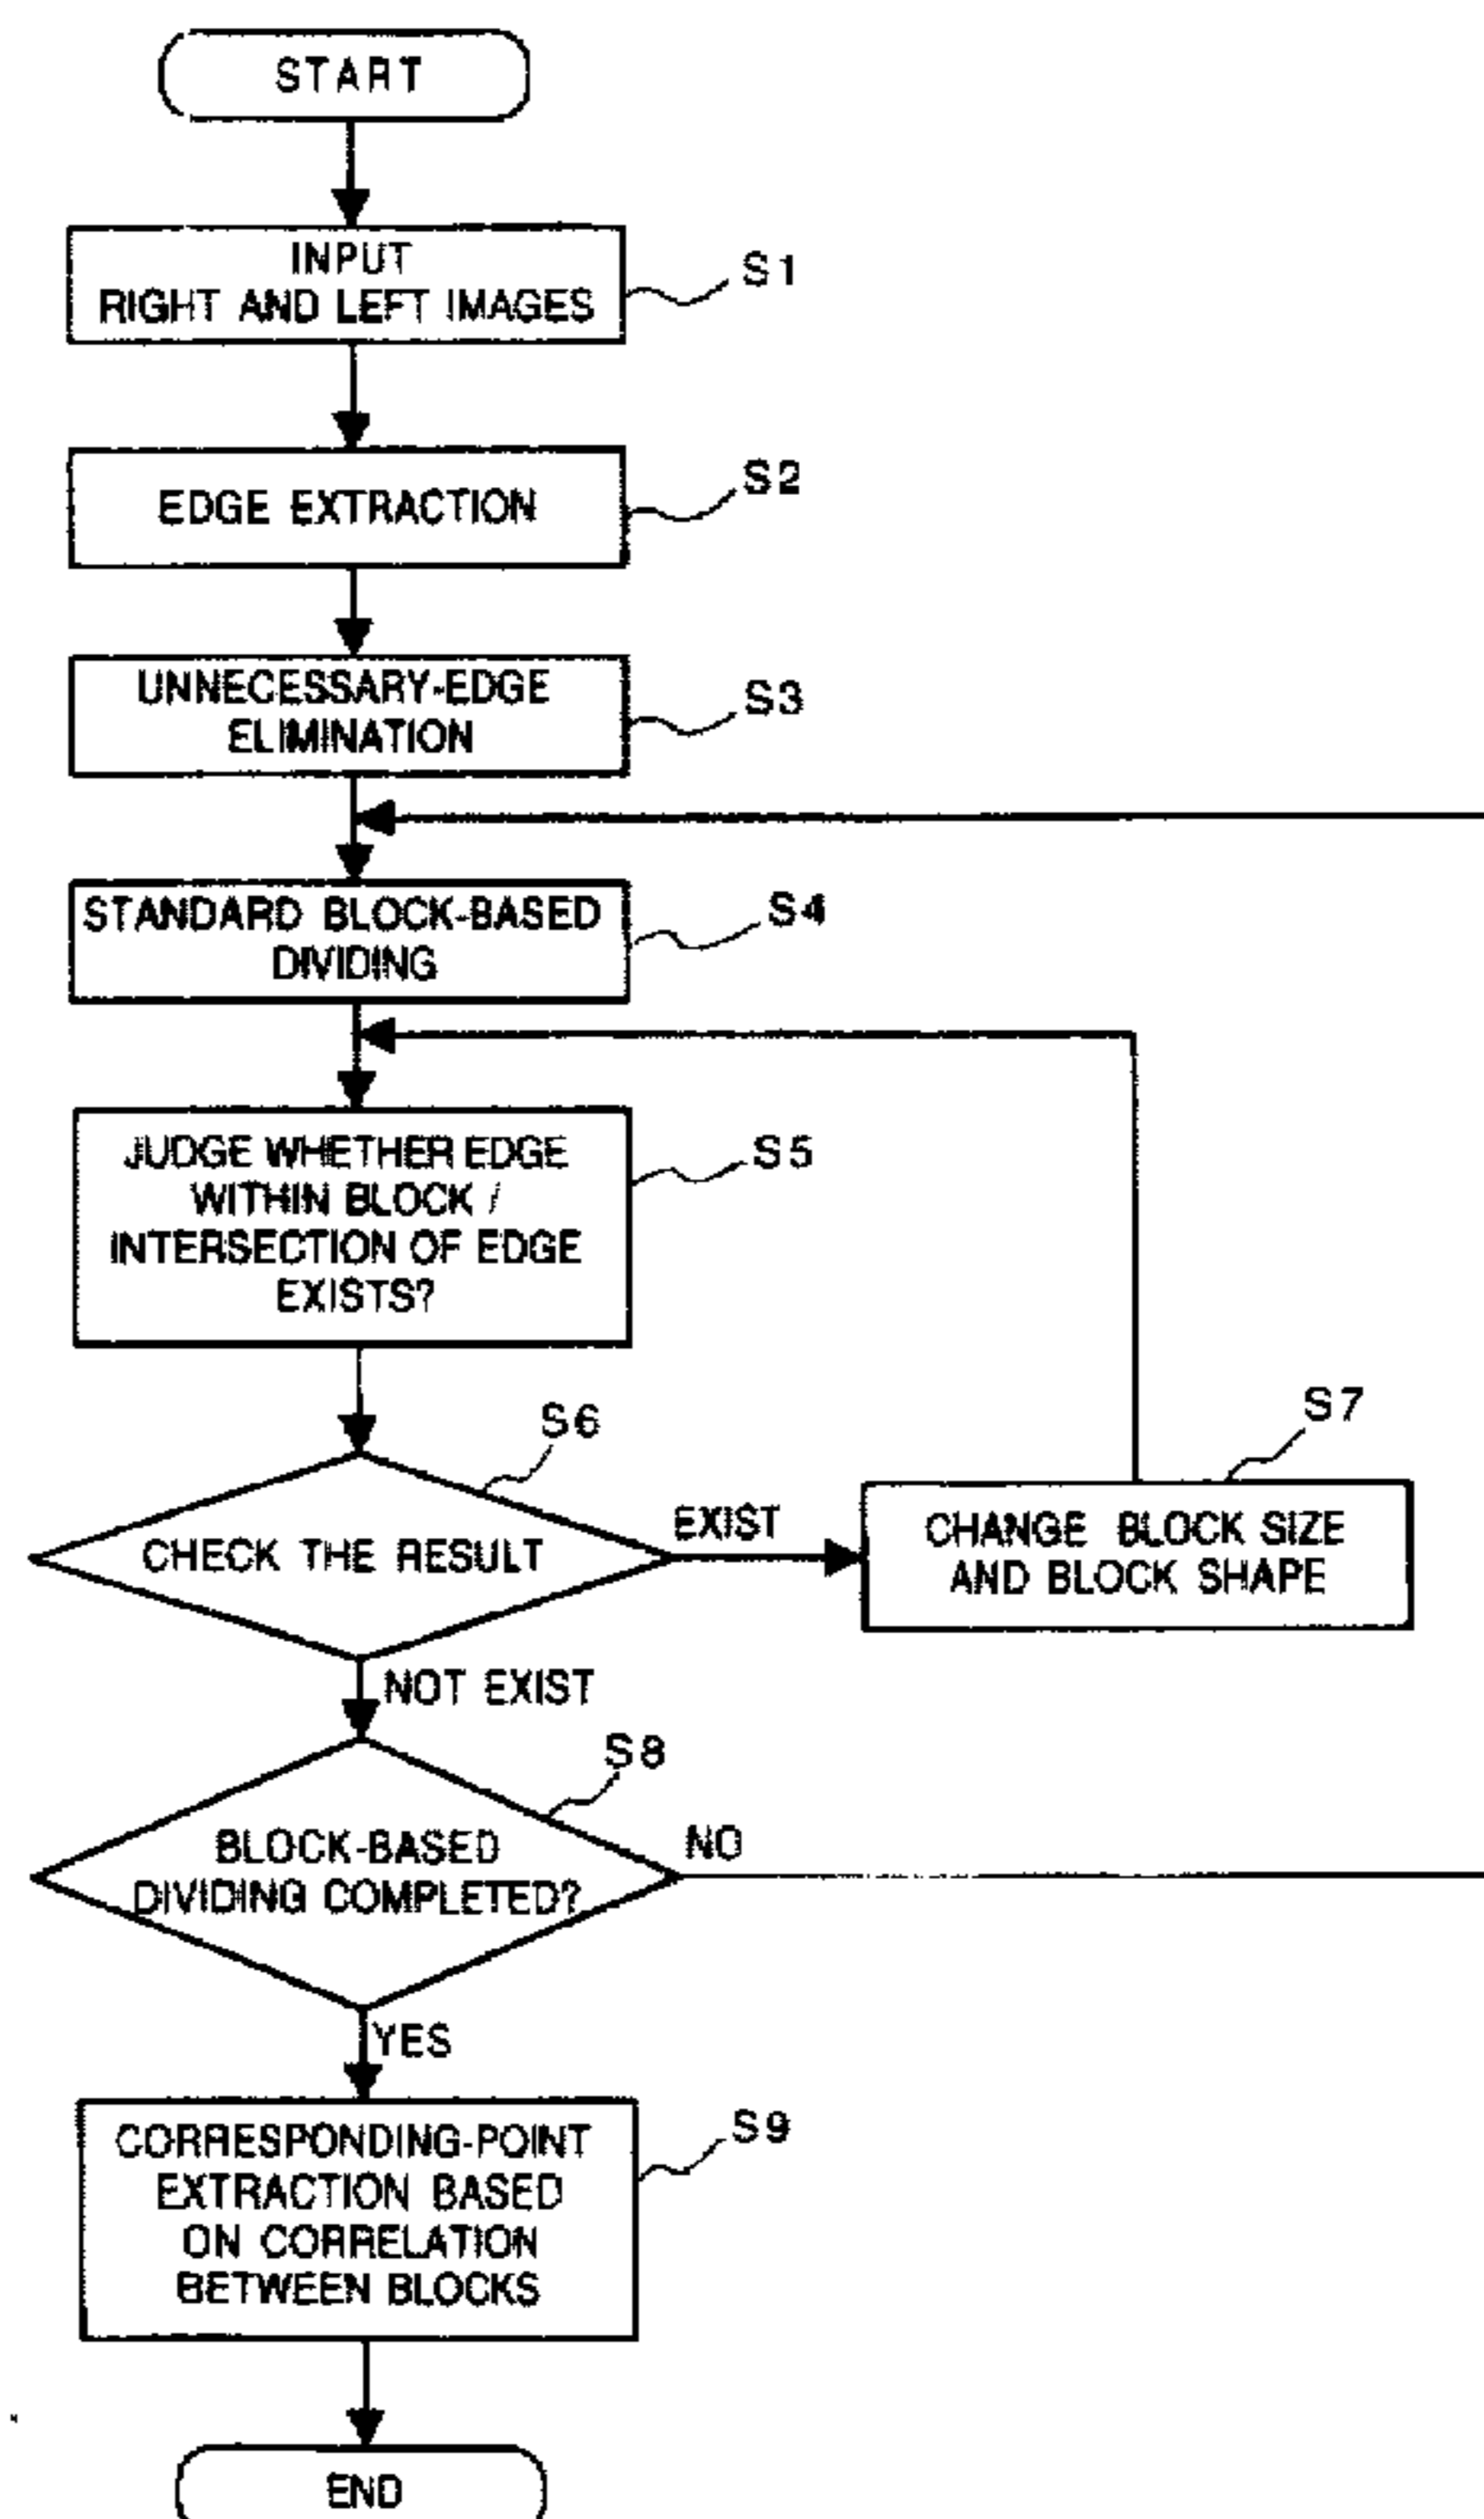 START
INPUT
RIGHT AND LEFT IMAGES
S1
EDGE EXTRACTION
S2
UNNECESSARY-EDGE
ELIMINATION
S3
STANDARD BLOCK-BASED
DIVIDING
S4
JUDGE WHETHER EDGE
WITHIN BLOCK /
INTERSECTION OF EDGE
EXISTS?
S5
S6
CHECK THE RESULT
EXIST
S7
CHANGE BLOCK SIZE
AND BLOCK SHAPE
NOT EXIST
S8
BLOCK-BASED
DIVIDING COMPLETED?
NO
YES
CORRESPONDING-POINT
EXTRACTION BASED
ON CORRELATION
BETWEEN BLOCKS
S9
END